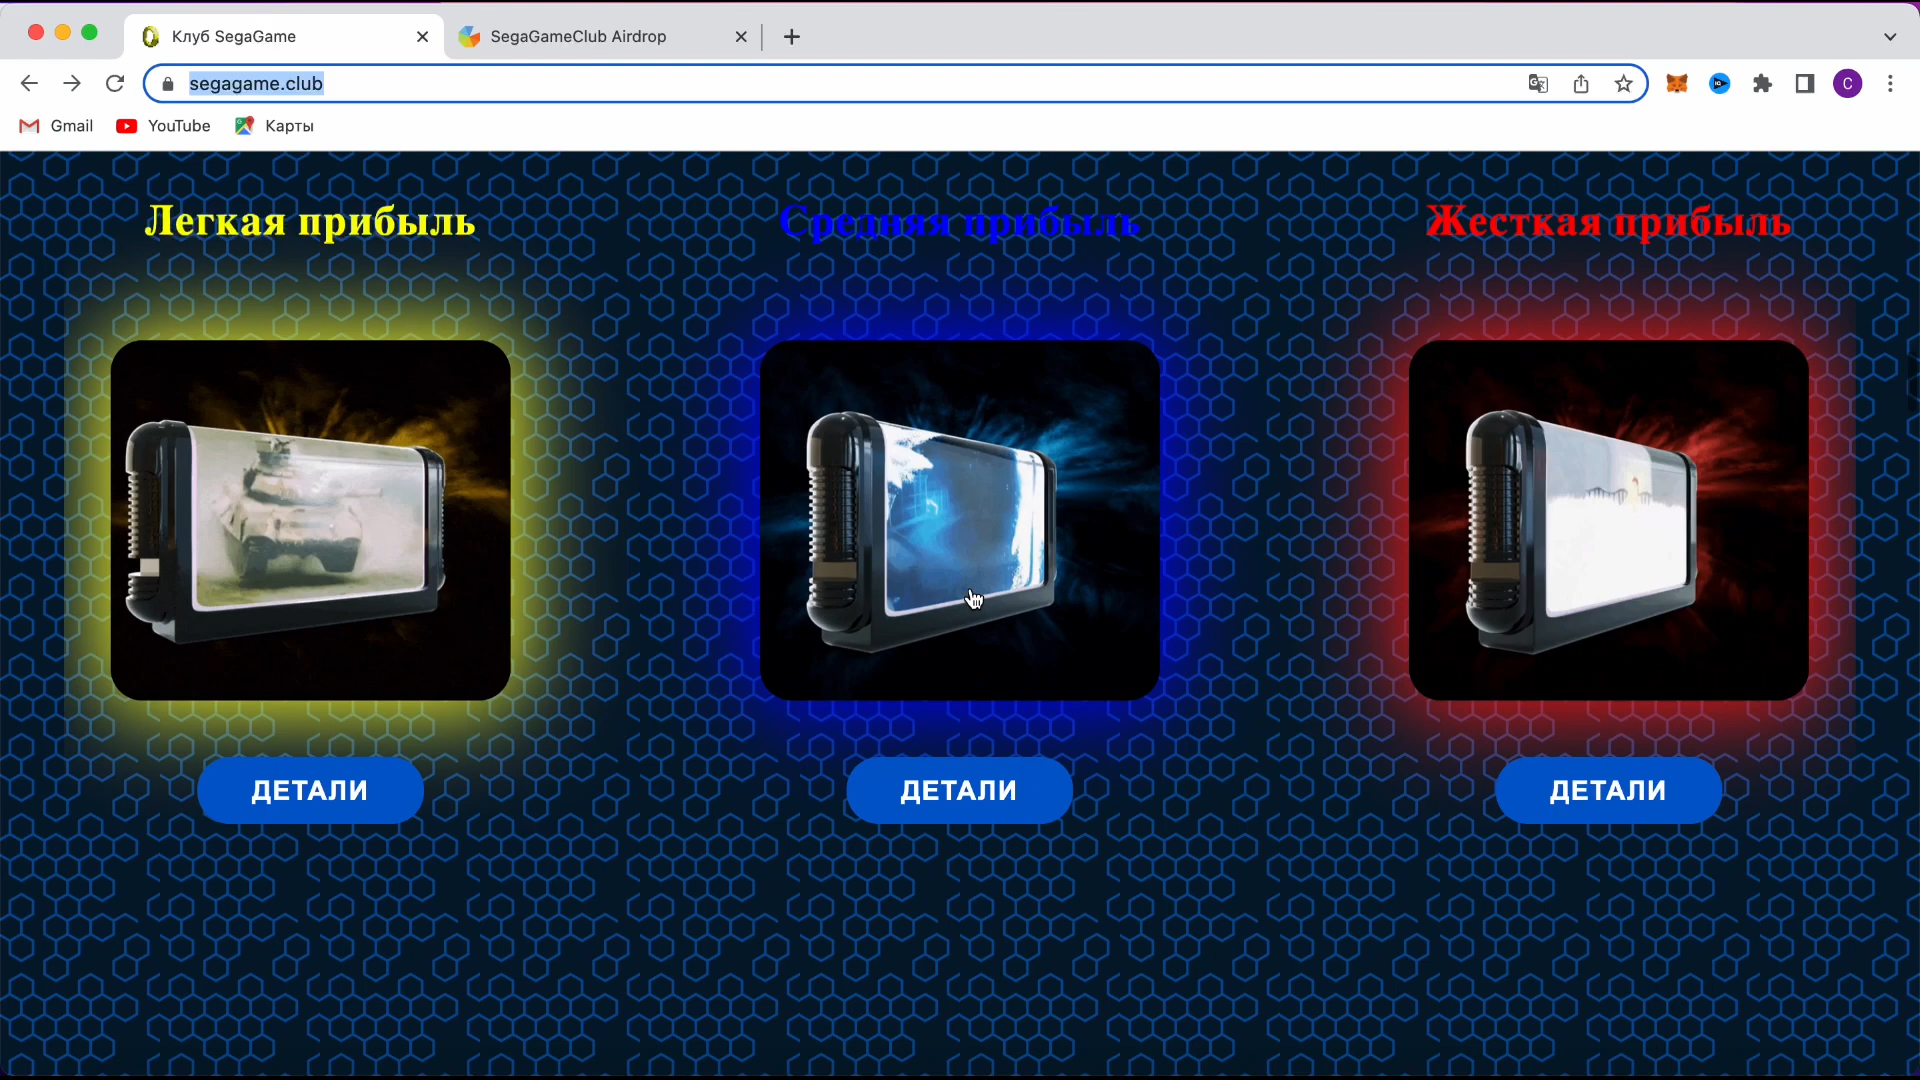 Клуб SegaGame
SegaGameClub Airdrop
segagame.club
C
Gmail
YouTube
Карты
Легкая прибыль
Средняя прибыль
Жесткая прибыль
ДЕТАЛИ
ДЕТАЛИ
ДЕТАЛИ